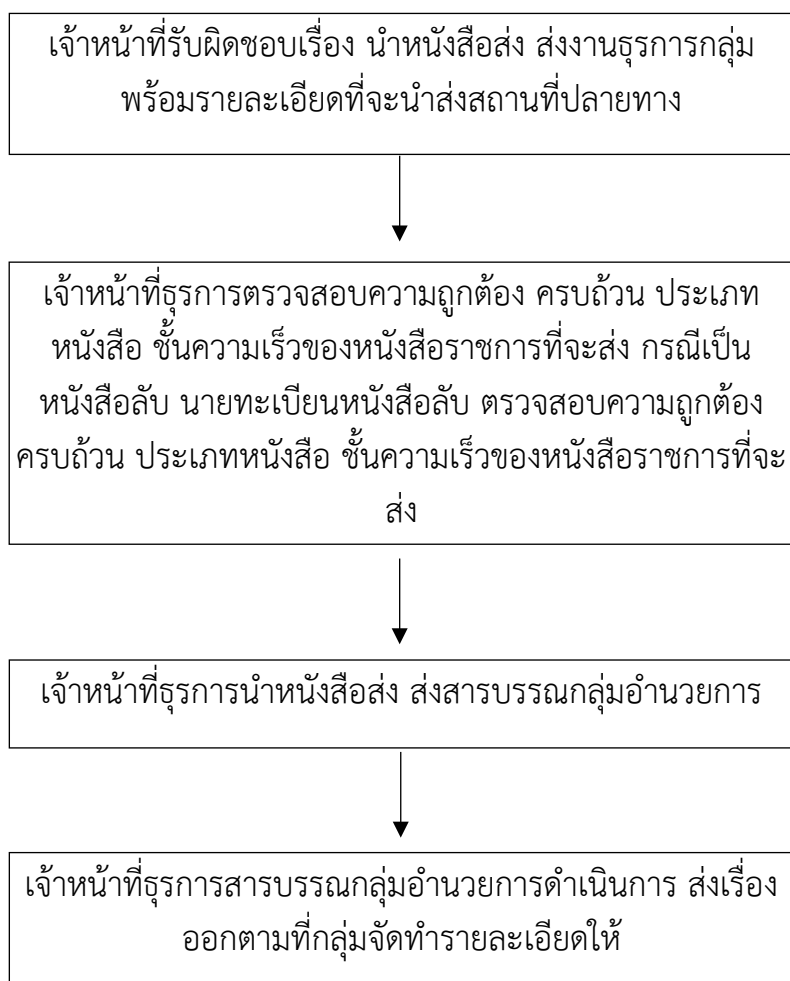 เจ้าหน้าที่รับผิดชอบเรื่อง นำหนังสือส่ง ส่งงานธุรการกลุ่ม
พร้อมรายละเอียดที่จะนำส่งสถานที่ปลายทาง
เจ้าหน้าที่ธุรการตรวจสอบความถูกต้อง ครบถ้วน ประเภท
หนังสือ ชั้นความเร็วของหนังสือราชการที่จะส่ง กรณีเป็น
หนังสือลับ นายทะเบียนหนังสือลับ ตรวจสอบความถูกต้อง
ครบถ้วน ประเภทหนังสือ ชั้นความเร็วของหนังสือราชการที่จะ
ส่ง
เจ้าหน้าที่ธุรการนำหนังสือส่ง ส่งสารบรรณกลุ่มอำนวยการ
เจ้าหน้าที่ธุรการสารบรรณกลุ่มอำนวยการดำเนินการ ส่งเรื่อง
ออกตามที่กลุ่มจัดทำรายละเอียดให้